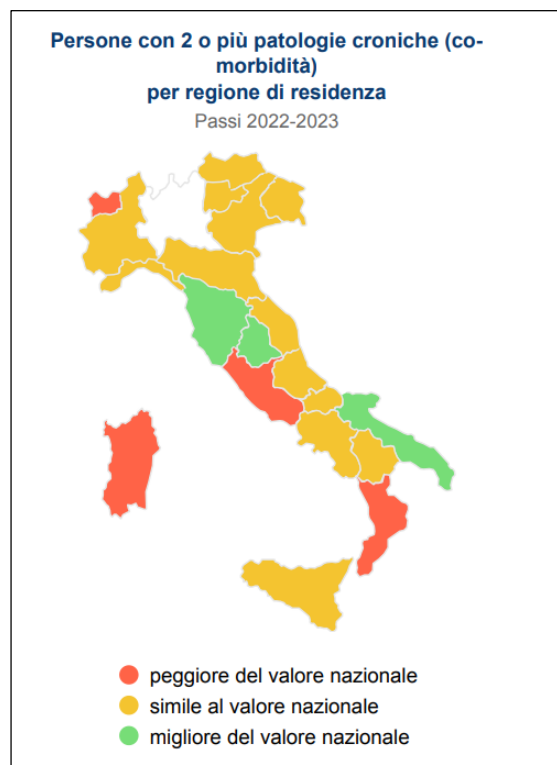 Persone con 2 o più patologie croniche (co-
morbidità)
per regione di residenza
Passi 2022-2023
peggiore del valore nazionale
simile al valore nazionale
migliore del valore nazionale